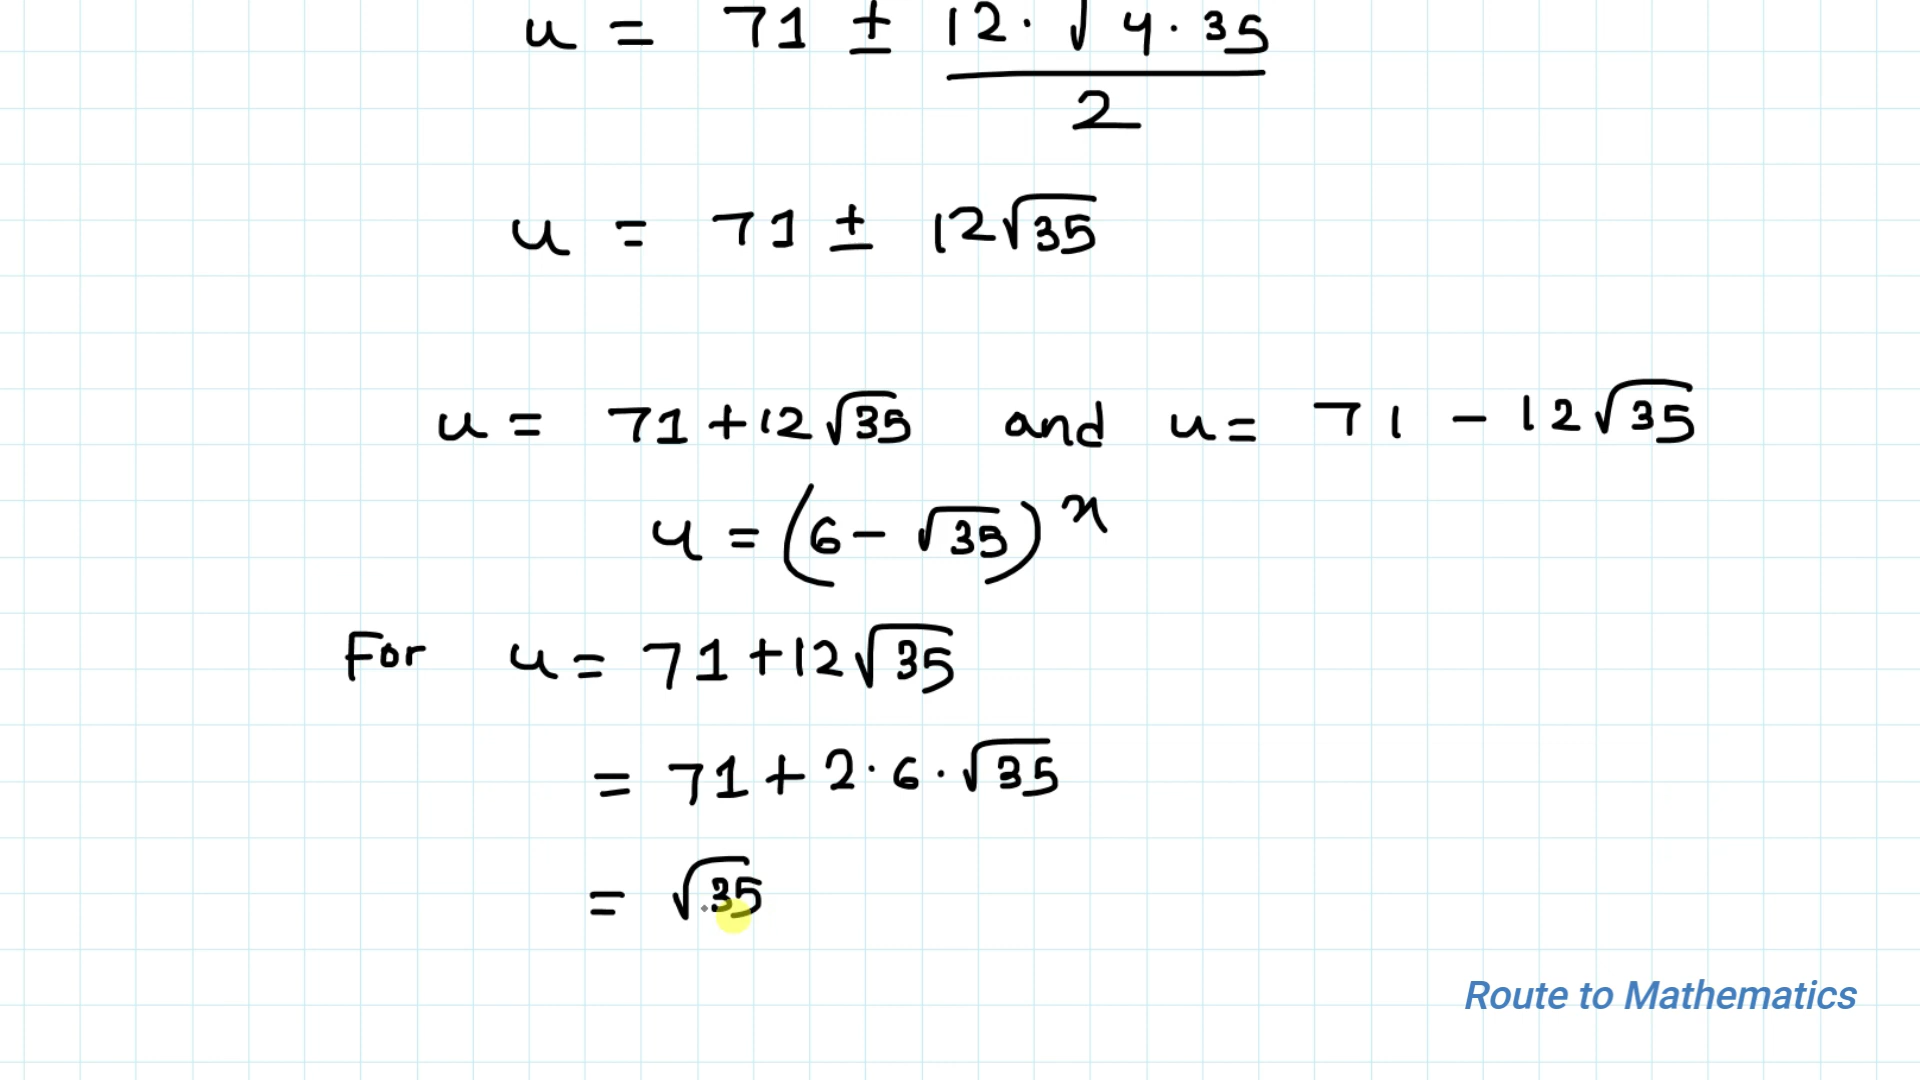 u = 71 ± 12·√4·35
2
u = 71 ± 12√35
u = 71+12√35 and u= 71 - 12√35
u = (6 - √35)^x
For u = 71+12√35
= 71 + 2·6·√35
= √35
Route to Mathematics